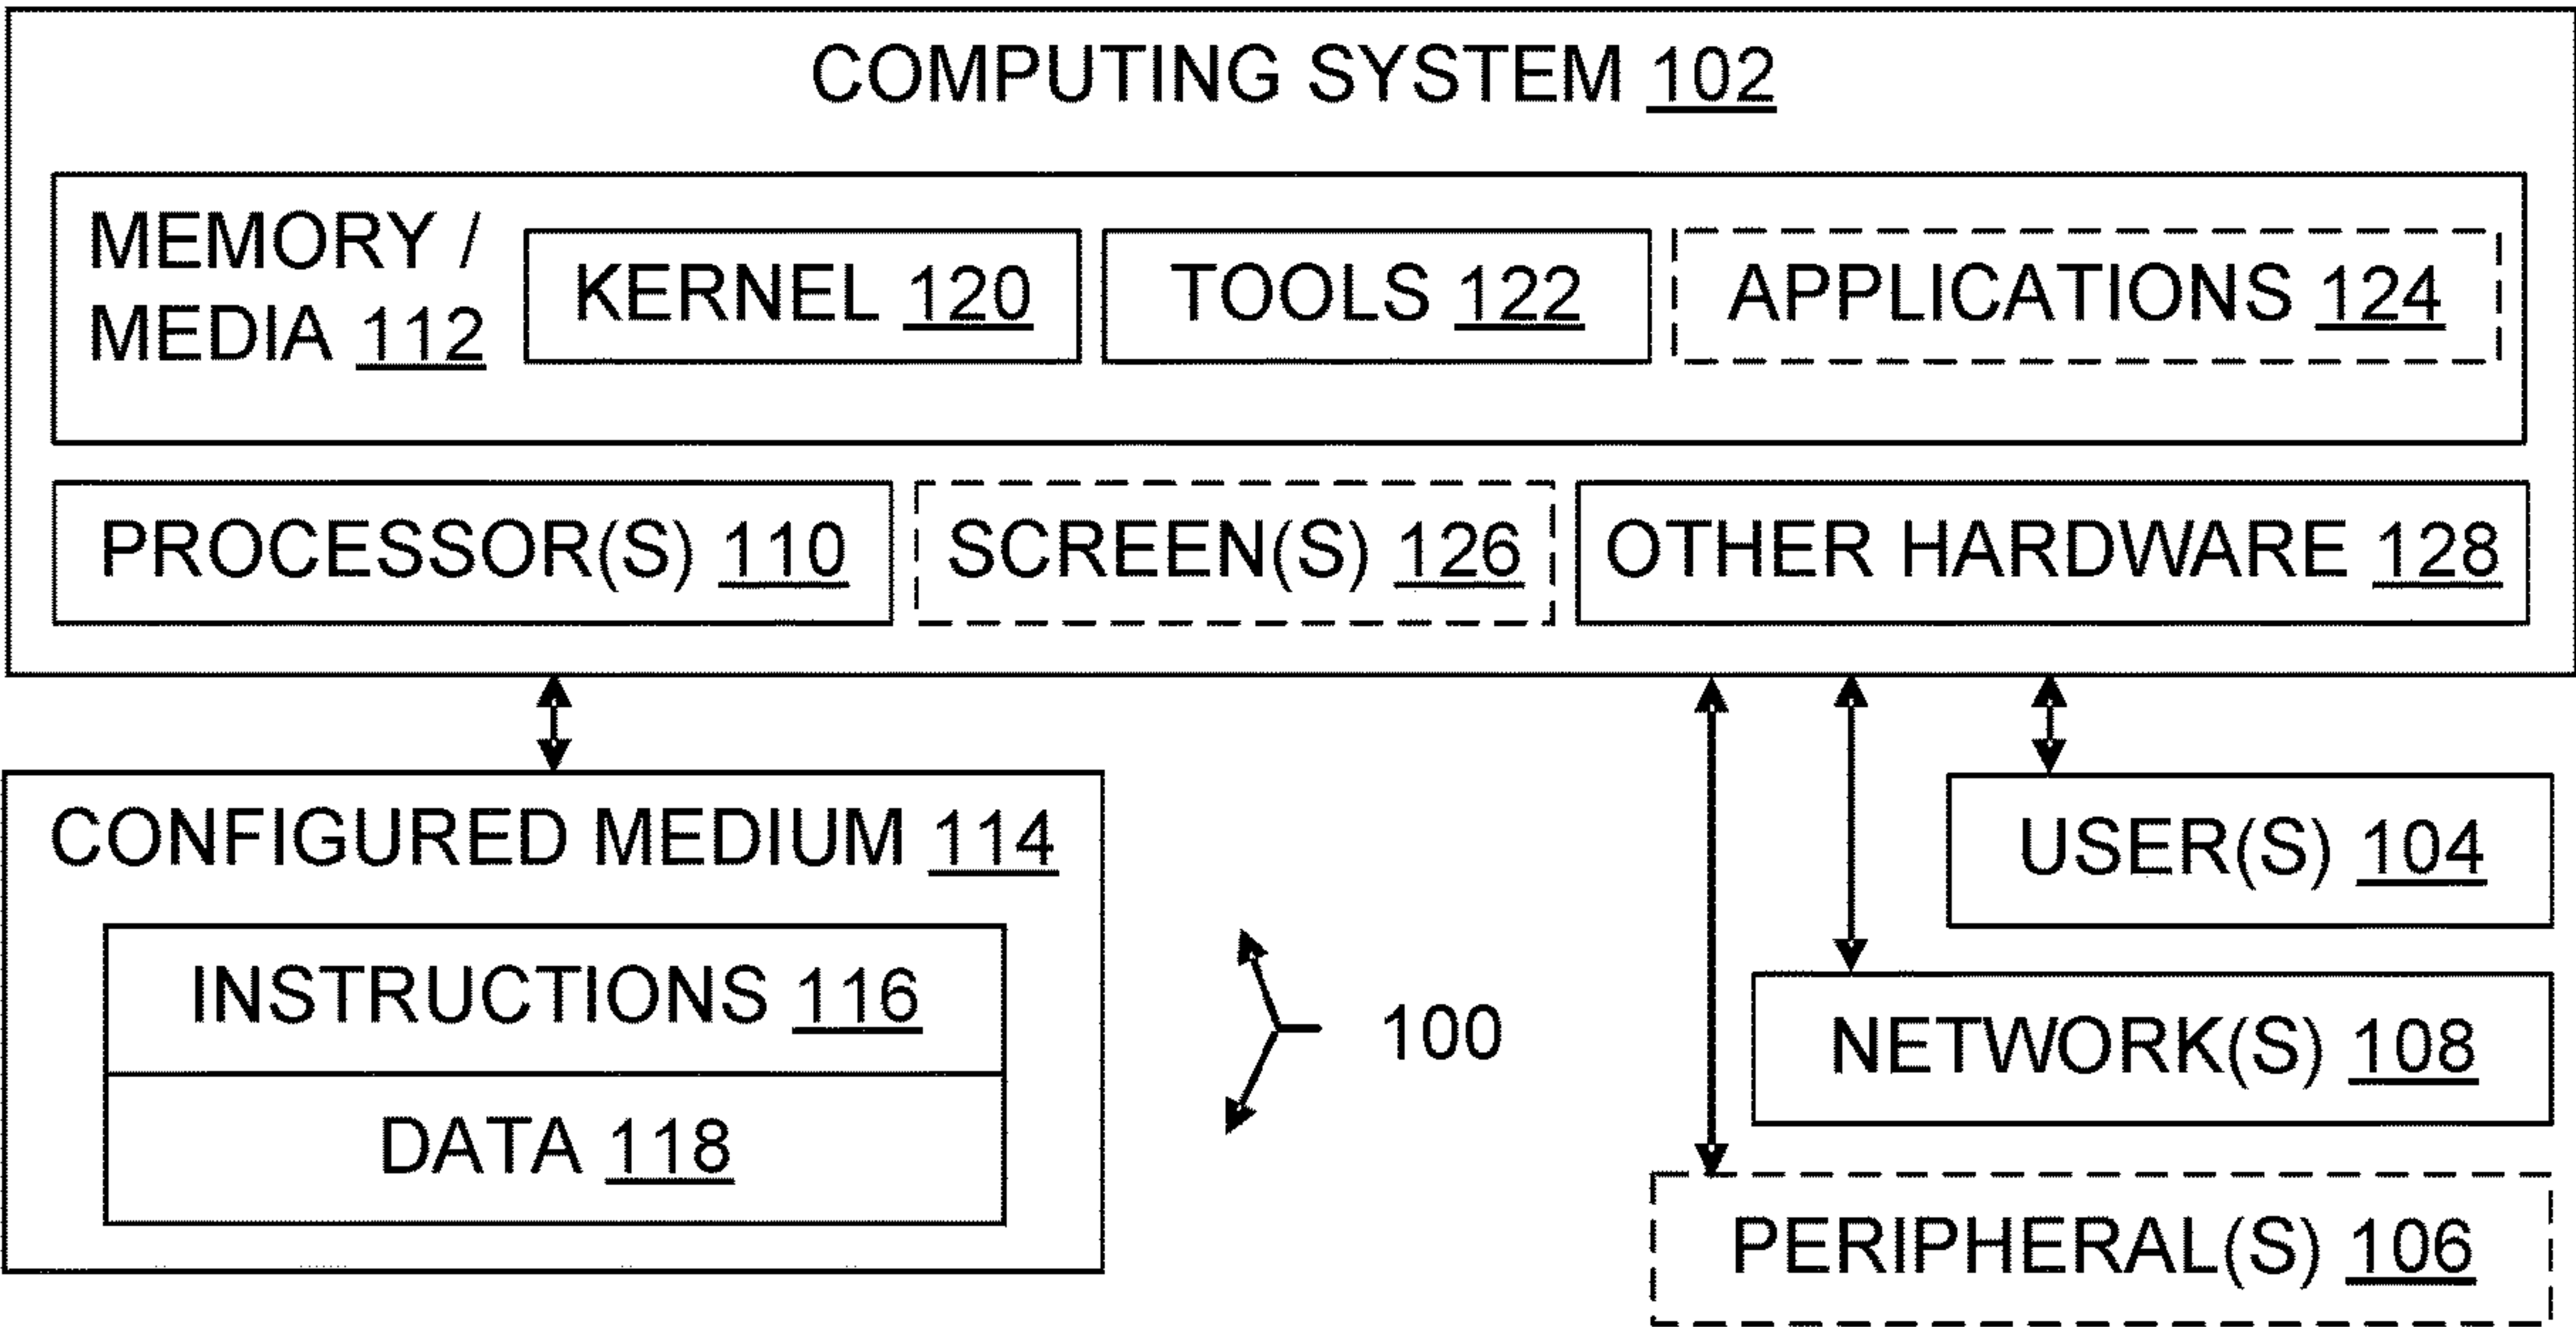 COMPUTING SYSTEM 102
MEMORY /
MEDIA 112
KERNEL 120
TOOLS 122
APPLICATIONS 124
PROCESSOR(S) 110
SCREEN(S) 126
OTHER HARDWARE 128
CONFIGURED MEDIUM 114
INSTRUCTIONS 116
DATA 118
100
USER(S) 104
NETWORK(S) 108
PERIPHERAL(S) 106